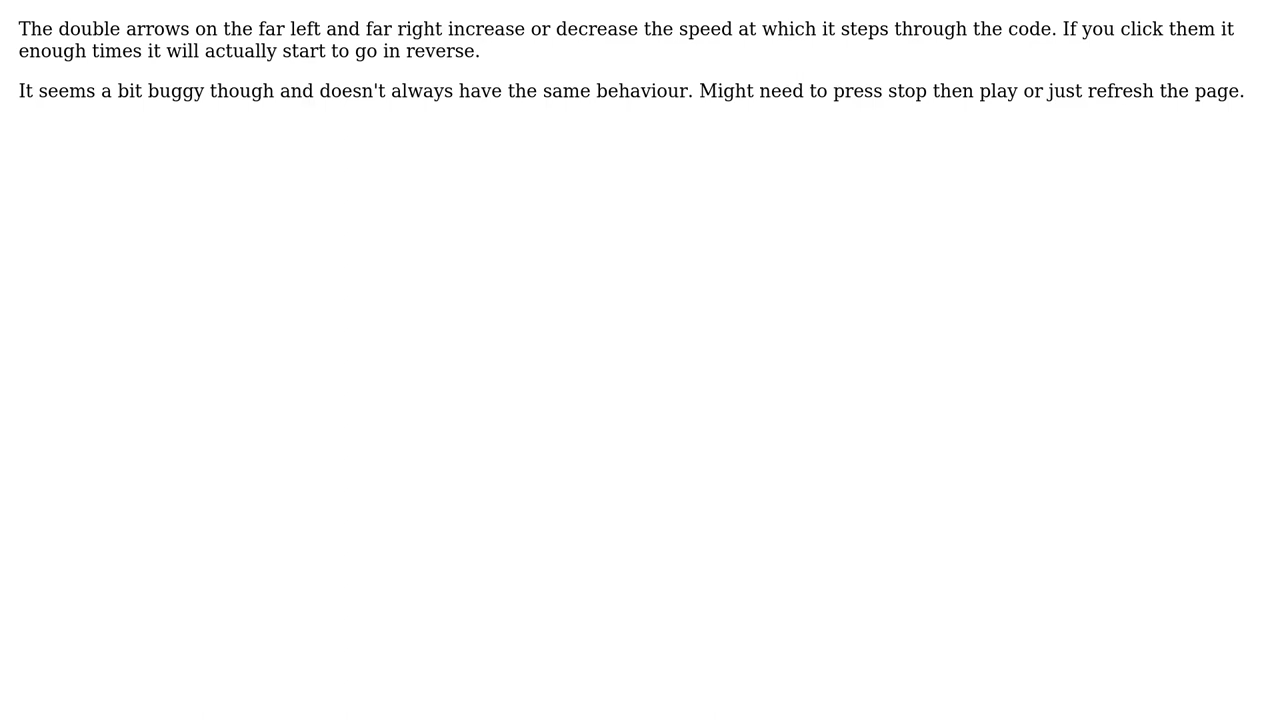 The double arrows on the far left and far right increase or decrease the speed at which it steps through the code. If you click them it
enough times it will actually start to go in reverse.
It seems a bit buggy though and doesn't always have the same behaviour. Might need to press stop then play or just refresh the page.